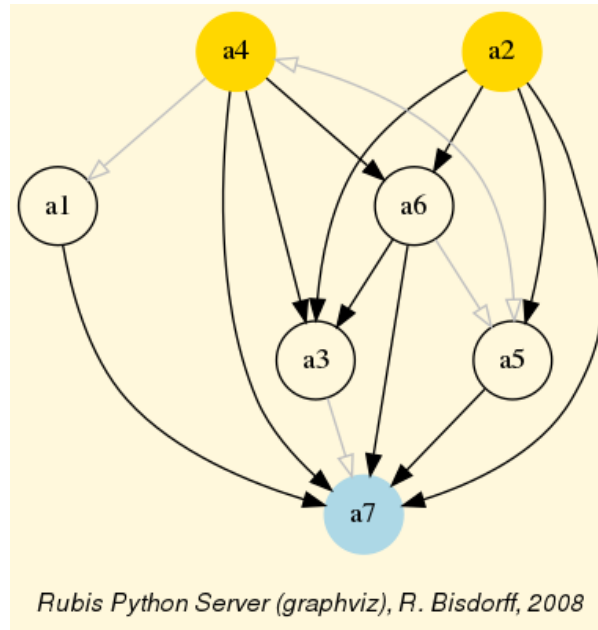 a4
a2
a1
a6
a3
a5
a7
Rubis Python Server (graphviz), R. Bisdorff, 2008